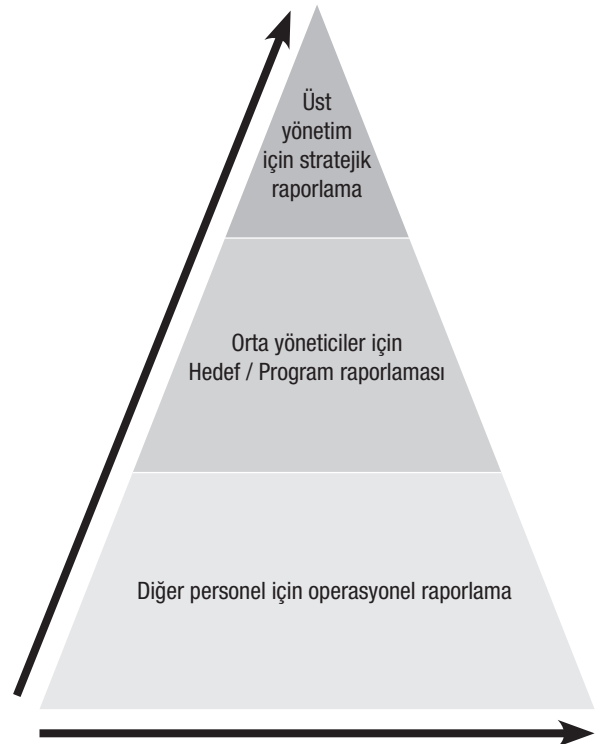 Üst
yönetim
için stratejik
raporlama
Orta yöneticiler için
Hedef / Program raporlaması
Diğer personel için operasyonel raporlama